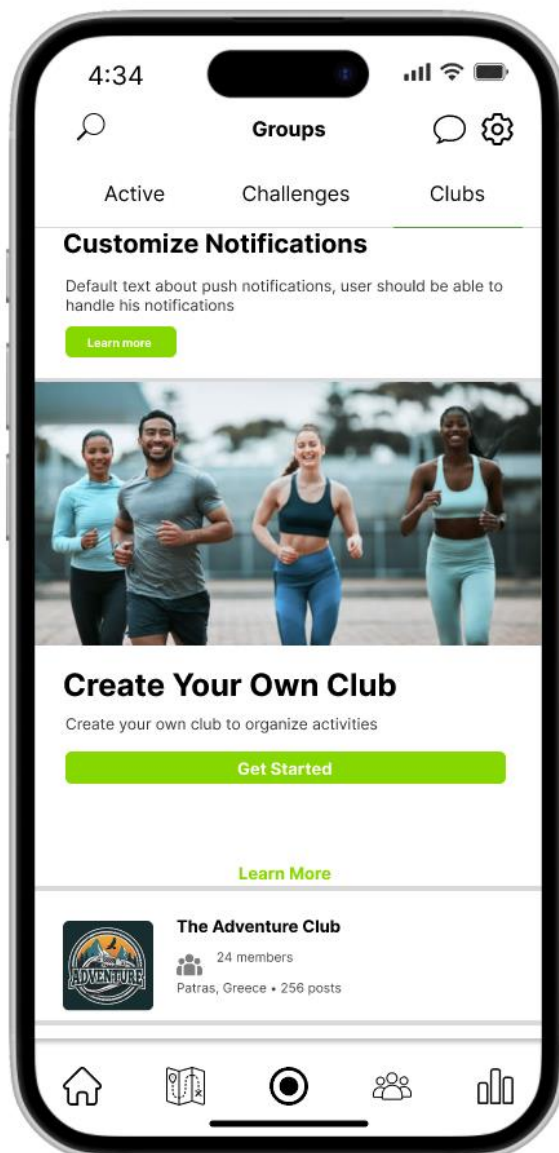 4:34
Groups
Active Challenges Clubs
Customize Notifications
Default text about push notifications, user should be able to
handle his notifications
Learn more
Create Your Own Club
Create your own club to organize activities
Get Started
Learn More
The Adventure Club
ADVENTURE
24 members
Patras, Greece • 256 posts